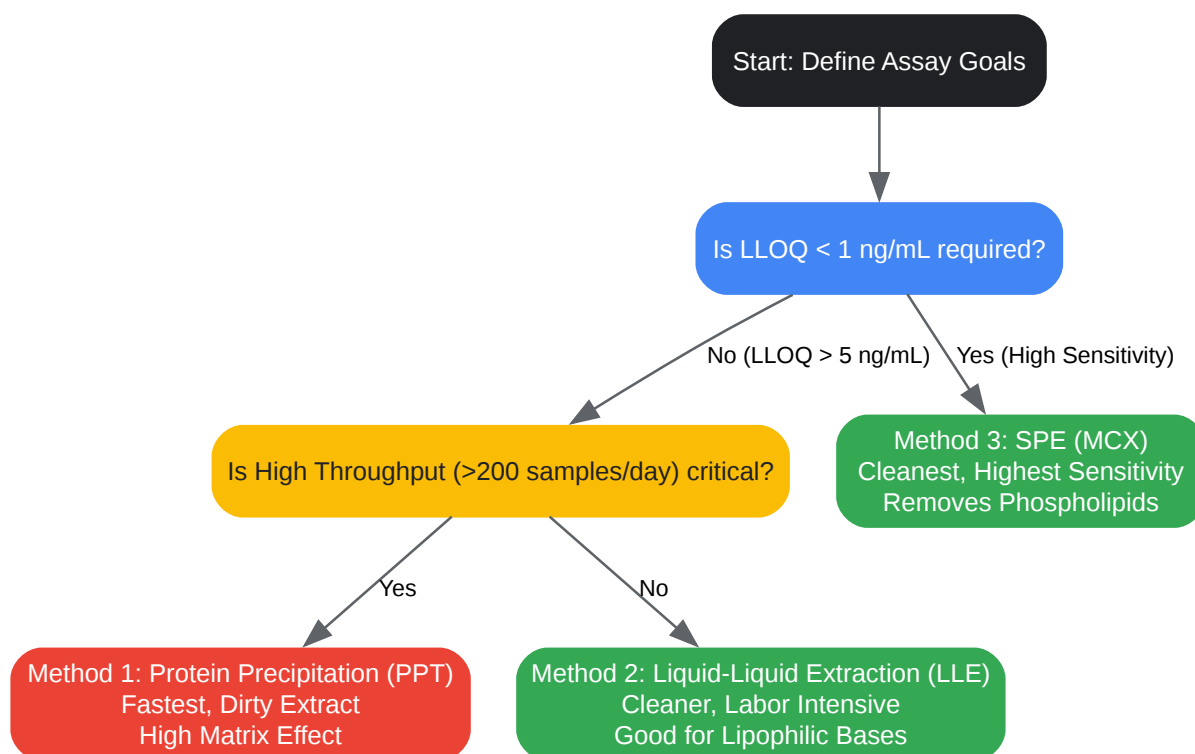 Start: Define Assay Goals
Is LLOQ < 1 ng/mL required?
No (LLOQ > 5 ng/mL)
Yes (High Sensitivity)
Is High Throughput (>200 samples/day) critical?
Method 3: SPE (MCX)
Cleanest, Highest Sensitivity
Removes Phospholipids
Yes
No
Method 1: Protein Precipitation (PPT)
Fastest, Dirty Extract
High Matrix Effect
Method 2: Liquid-Liquid Extraction (LLE)
Cleaner, Labor Intensive
Good for Lipophilic Bases